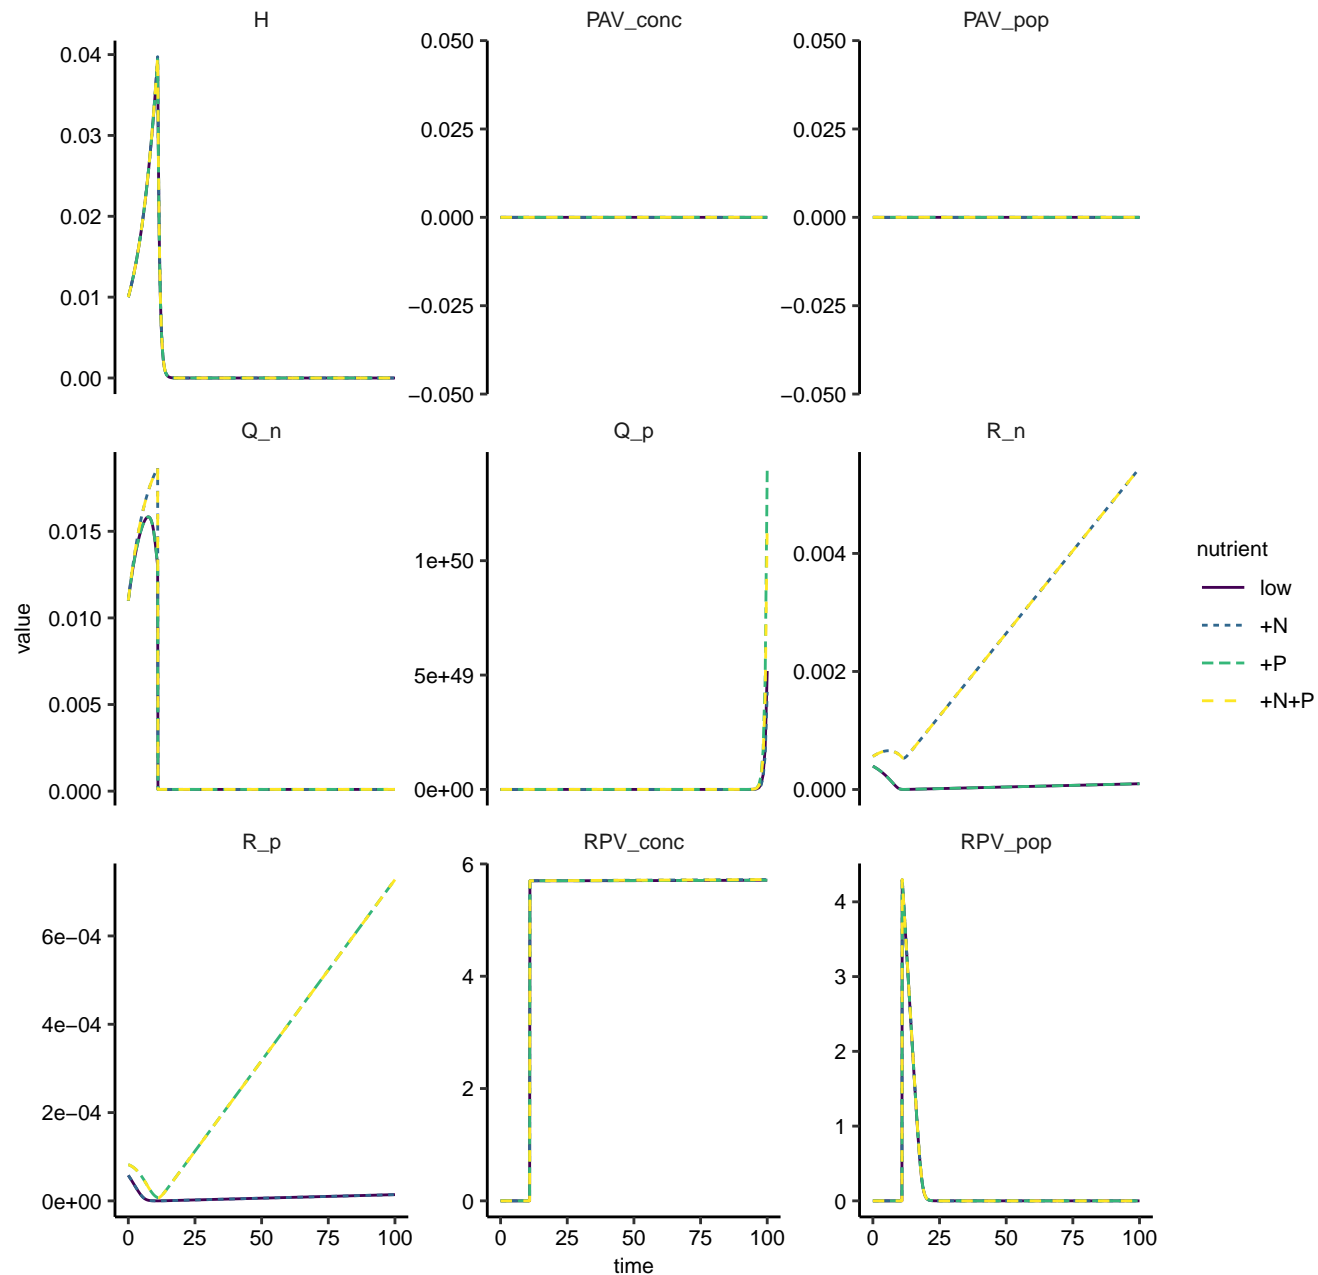 H
PAV_conc
PAV_pop
0.04
0.03
0.02
0.01
0.00
0.050
0.025
0.000
−0.025
−0.050
0.050
0.025
0.000
−0.025
−0.050
Q_n
Q_p
R_n
0.015
0.010
0.005
0.000
1e+50
5e+49
0e+00
0.004
0.002
0.000
value
R_p
RPV_conc
RPV_pop
6e−04
4e−04
2e−04
0e+00
6
4
2
0
4
3
2
1
0
0 25 50 75 100
0 25 50 75 100
0 25 50 75 100
time
nutrient
low
+N
+P
+N+P